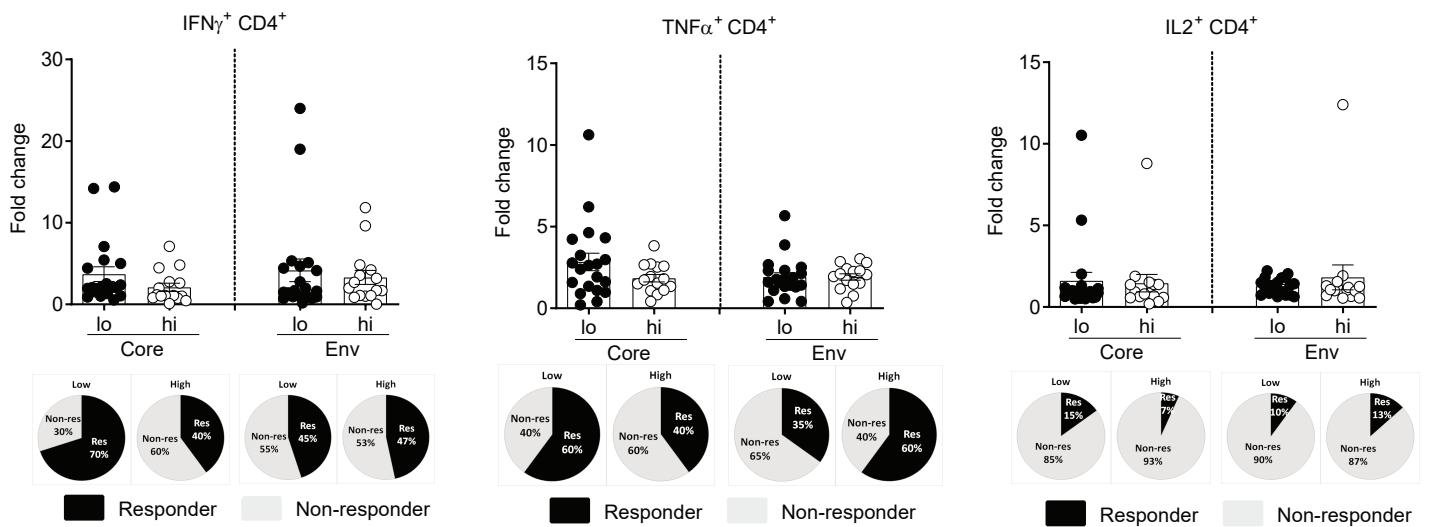 IFNγ⁺ CD4⁺
Fold change
30
20
10
0
lo hi lo hi
Core Env
Low High Low High
Non-res 30% Res 70%
Non-res 60% Res 40%
Non-res 55% Res 45%
Non-res 53% Res 47%
Responder Non-responder
TNFα⁺ CD4⁺
Fold change
15
10
5
0
lo hi lo hi
Core Env
Low High Low High
Non-res 40% Res 60%
Non-res 60% Res 40%
Non-res 65% Res 35%
Non-res 40% Res 60%
Responder Non-responder
IL2⁺ CD4⁺
Fold change
15
10
5
0
lo hi lo hi
Core Env
Low High Low High
Res 15% Non-res 85%
Res 7% Non-res 93%
Res 10% Non-res 90%
Res 13% Non-res 87%
Responder Non-responder